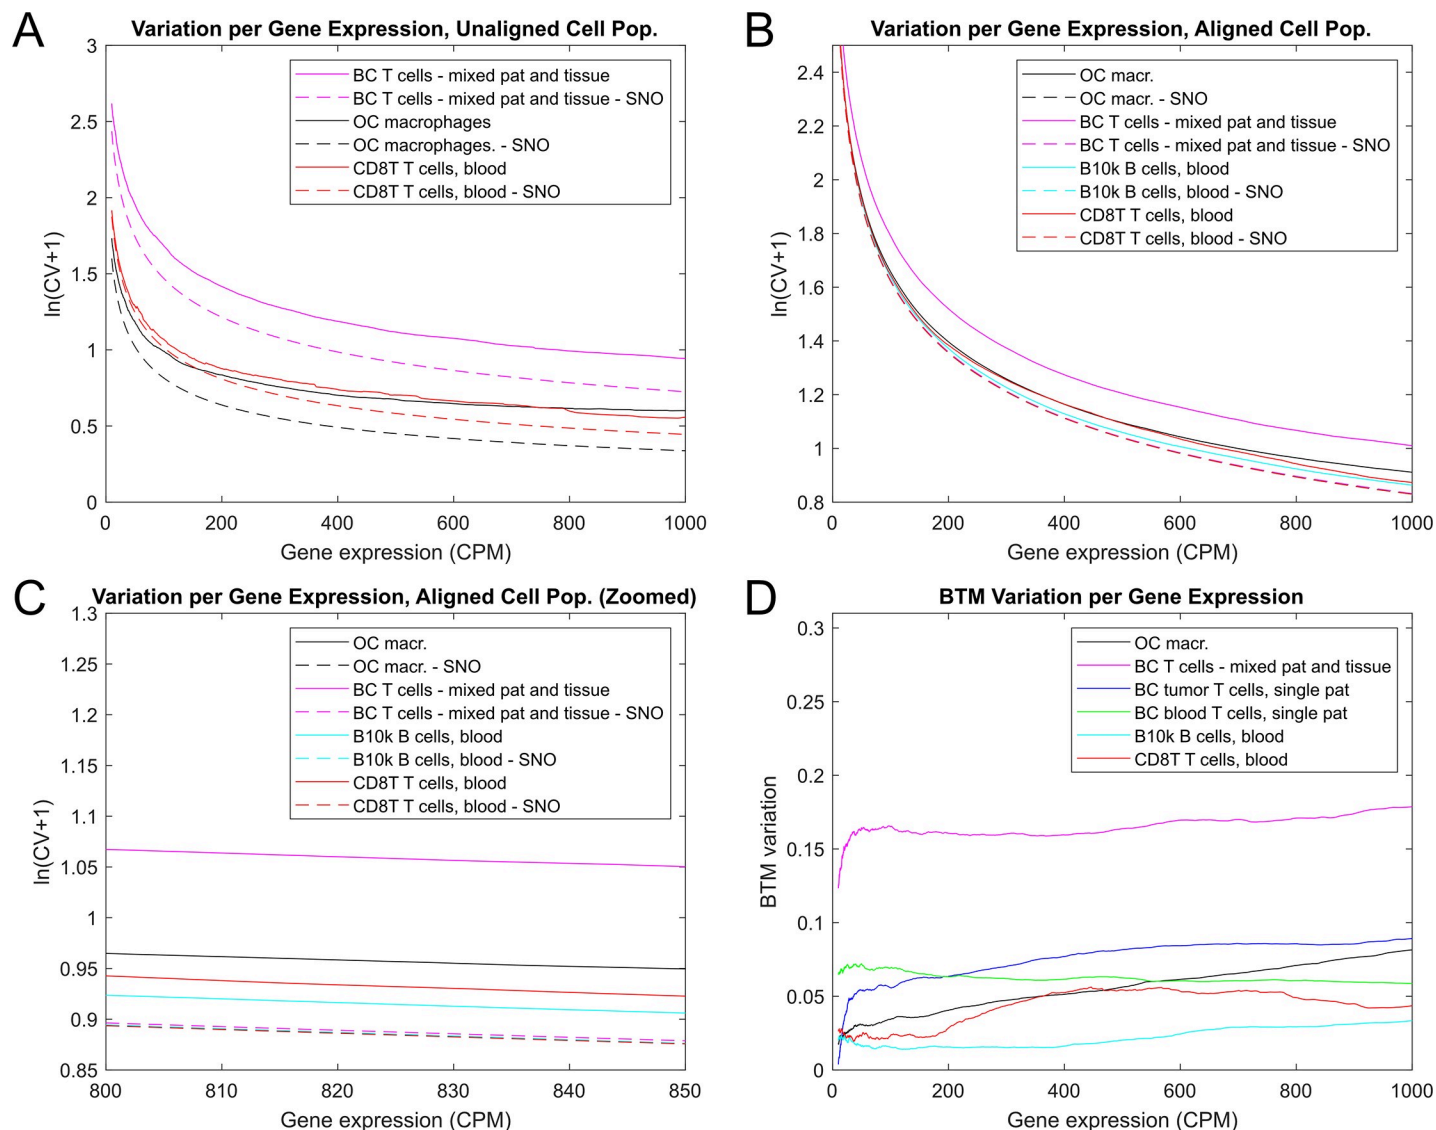 A
Variation per Gene Expression, Unaligned Cell Pop.
3
2.5
2
1.5
1
0.5
0
ln(CV+1)
BC T cells - mixed pat and tissue
BC T cells - mixed pat and tissue - SNO
OC macrophages
OC macrophages. - SNO
CD8T T cells, blood
CD8T T cells, blood - SNO
0 200 400 600 800 1000
Gene expression (CPM)
B
Variation per Gene Expression, Aligned Cell Pop.
2.4
2.2
2
1.8
1.6
1.4
1.2
1
0.8
ln(CV+1)
OC macr.
OC macr. - SNO
BC T cells - mixed pat and tissue
BC T cells - mixed pat and tissue - SNO
B10k B cells, blood
B10k B cells, blood - SNO
CD8T T cells, blood
CD8T T cells, blood - SNO
0 200 400 600 800 1000
Gene expression (CPM)
C
Variation per Gene Expression, Aligned Cell Pop. (Zoomed)
1.3
1.25
1.2
1.15
1.1
1.05
1
0.95
0.9
0.85
ln(CV+1)
OC macr.
OC macr. - SNO
BC T cells - mixed pat and tissue
BC T cells - mixed pat and tissue - SNO
B10k B cells, blood
B10k B cells, blood - SNO
CD8T T cells, blood
CD8T T cells, blood - SNO
800 810 820 830 840 850
Gene expression (CPM)
D
BTM Variation per Gene Expression
0.3
0.25
0.2
0.15
0.1
0.05
0
BTM variation
OC macr.
BC T cells - mixed pat and tissue
BC tumor T cells, single pat
BC blood T cells, single pat
B10k B cells, blood
CD8T T cells, blood
0 200 400 600 800 1000
Gene expression (CPM)